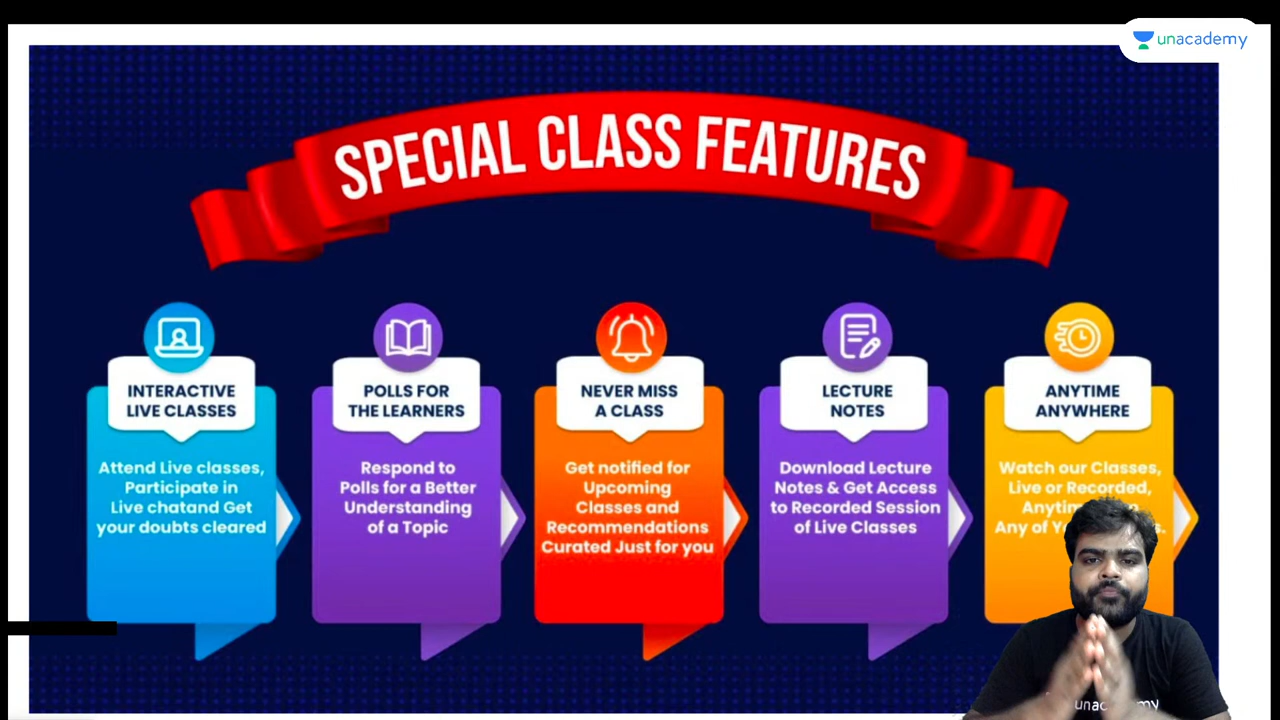 unacademy
SPECIAL CLASS FEATURES
INTERACTIVE
LIVE CLASSES
Attend Live classes,
Participate in
Live chatand Get
your doubts cleared
POLLS FOR
THE LEARNERS
Respond to
Polls for a Better
Understanding
of a Topic
NEVER MISS
A CLASS
Get notified for
Upcoming
Classes and
Recommendations
Curated Just for you
LECTURE
NOTES
Download Lecture
Notes & Get Access
to Recorded Session
of Live Classes
ANYTIME
ANYWHERE
Watch our Classes,
Live or Recorded,
Any of